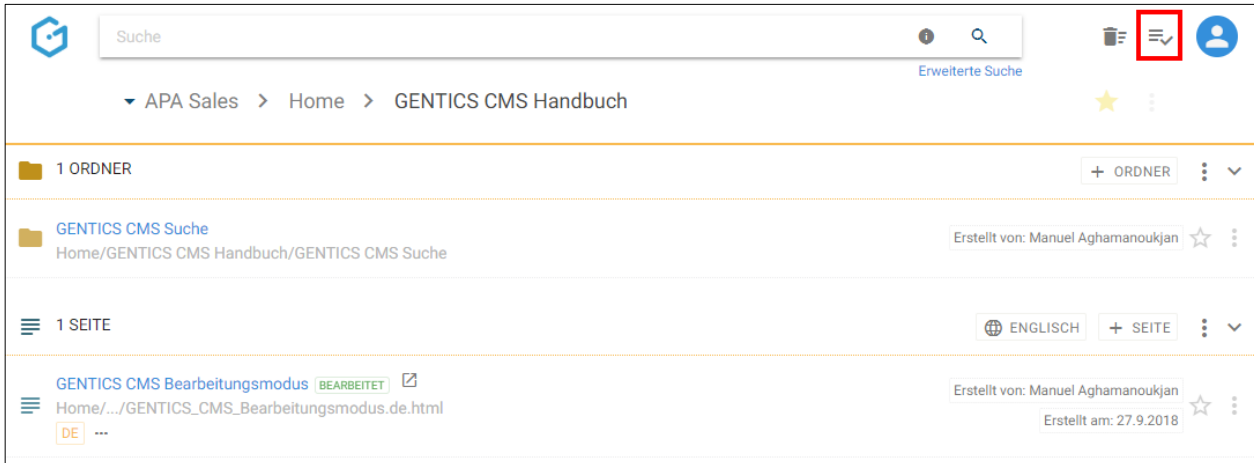 Suche
Erweiterte Suche
APA Sales > Home > GENTICS CMS Handbuch
1 ORDNER
+ ORDNER
GENTICS CMS Suche
Home/GENTICS CMS Handbuch/GENTICS CMS Suche
Erstellt von: Manuel Aghamanoukjan
1 SEITE
ENGLISCH
+ SEITE
GENTICS CMS Bearbeitungsmodus BEARBEITET
Home/.../GENTICS_CMS_Bearbeitungsmodus.de.html
DE
Erstellt von: Manuel Aghamanoukjan
Erstellt am: 27.9.2018